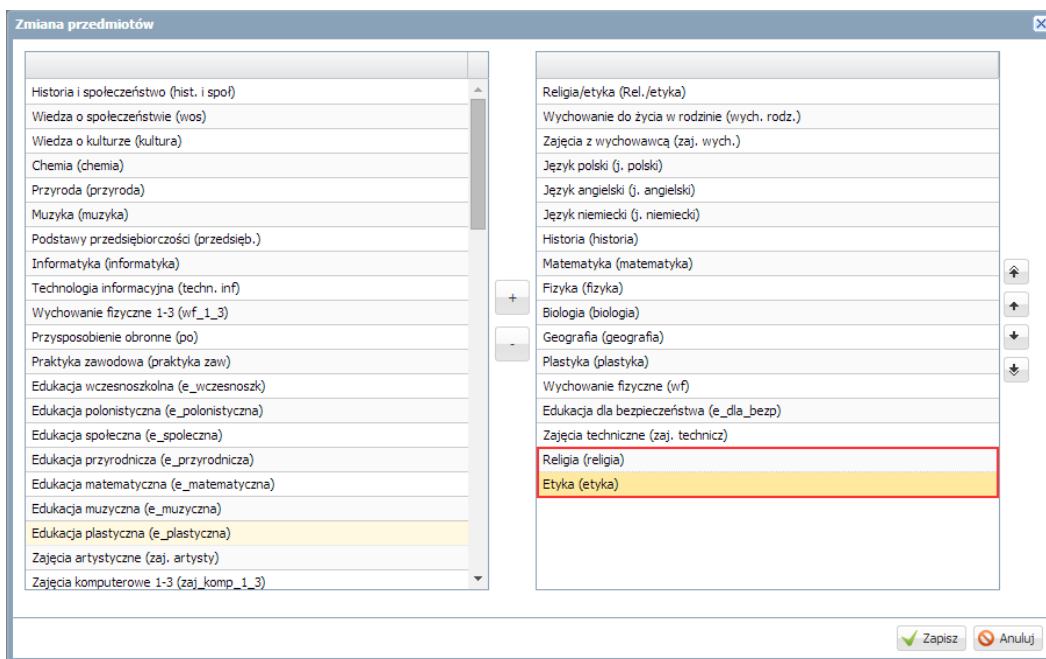 Zmiana przedmiotów
Historia i społeczeństwo (hist. i społ)
Wiedza o społeczeństwie (wos)
Wiedza o kulturze (kultura)
Chemia (chemia)
Przyroda (przyroda)
Muzyka (muzyka)
Podstawy przedsiębiorczości (przedsięb.)
Informatyka (informatyka)
Technologia informacyjna (techn. inf)
Wychowanie fizyczne 1-3 (wf_1_3)
Przysposobienie obronne (po)
Praktyka zawodowa (praktyka zaw)
Edukacja wczesnoszkolna (e_wczesnoszk)
Edukacja polonistyczna (e_polonistyczna)
Edukacja społeczna (e_spoleczna)
Edukacja przyrodnicza (e_przyrodnicza)
Edukacja matematyczna (e_matematyczna)
Edukacja muzyczna (e_muzyczna)
Edukacja plastyczna (e_plastyczna)
Zajęcia artystyczne (zaj. artysty)
Zajęcia komputerowe 1-3 (zaj_komp_1_3)
+
-
Religia/etyka (Rel./etyka)
Wychowanie do życia w rodzinie (wych. rodz.)
Zajęcia z wychowawcą (zaj. wych.)
Język polski (j. polski)
Język angielski (j. angielski)
Język niemiecki (j. niemiecki)
Historia (historia)
Matematyka (matematyka)
Fizyka (fizyka)
Biologia (biologia)
Geografia (geografia)
Plastyka (plastyka)
Wychowanie fizyczne (wf)
Edukacja dla bezpieczeństwa (e_dla_bezp)
Zajęcia techniczne (zaj. technicz)
Religia (religia)
Etyka (etyka)
Zapisz
Anuluj